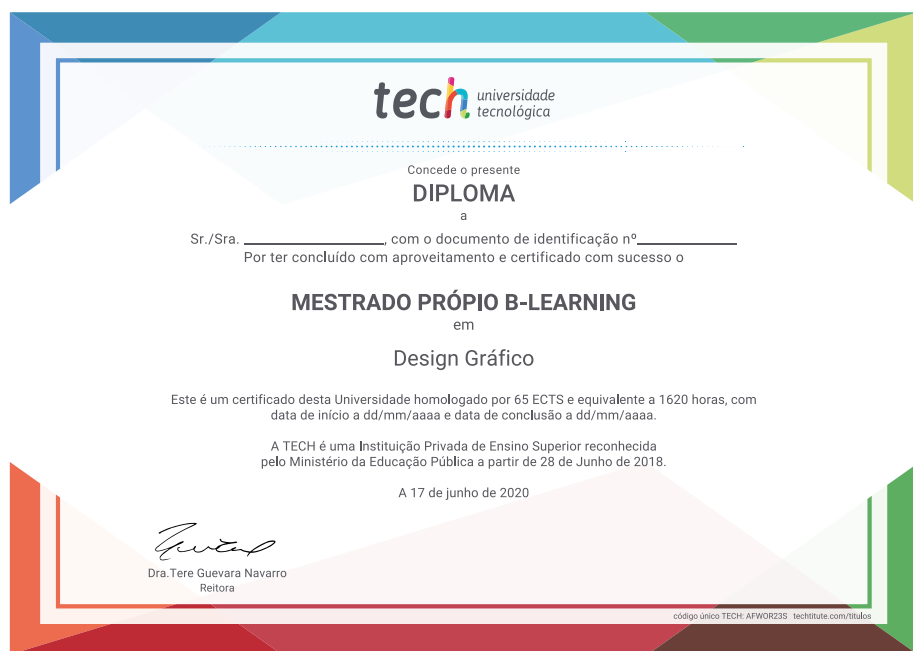 tech universidade
tecnológica
Concede o presente
DIPLOMA
a
Sr./Sra. ________________, com o documento de identificação nº____________
Por ter concluído com aproveitamento e certificado com sucesso o
MESTRADO PRÓPIO B-LEARNING
em
Design Gráfico
Este é um certificado desta Universidade homologado por 65 ECTS e equivalente a 1620 horas, com
data de início a dd/mm/aaaa e data de conclusão a dd/mm/aaaa.
A TECH é uma Instituição Privada de Ensino Superior reconhecida
pelo Ministério da Educação Pública a partir de 28 de Junho de 2018.
A 17 de junho de 2020
Dra.Tere Guevara Navarro
Reitora
código único TECH: AFWOR23S techtitute.com/titulos